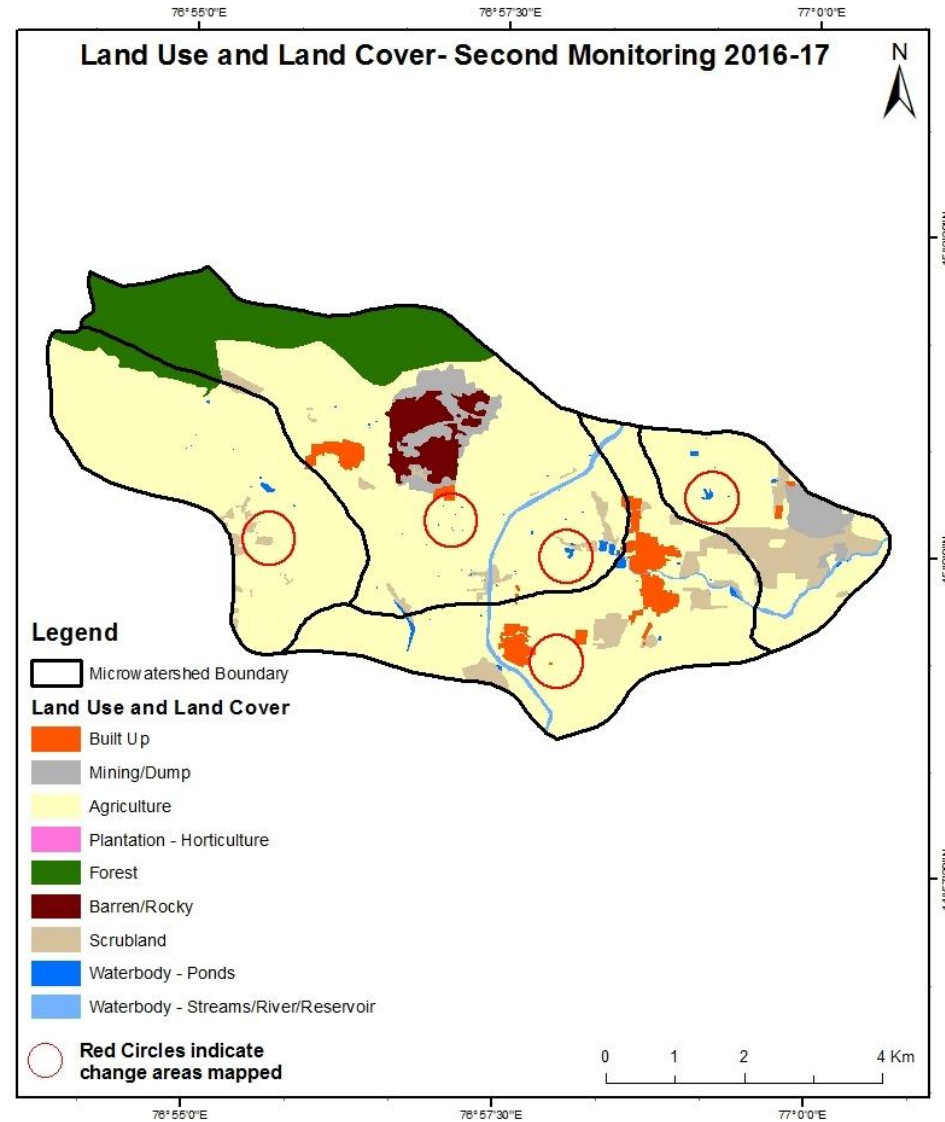 76°55'0"E 76°57'30"E 77°0'0"E
Land Use and Land Cover- Second Monitoring 2016-17
N
Legend
Microwatershed Boundary
Land Use and Land Cover
Built Up
Mining/Dump
Agriculture
Plantation - Horticulture
Forest
Barren/Rocky
Scrubland
Waterbody - Ponds
Waterbody - Streams/River/Reservoir
Red Circles indicate
change areas mapped
0 1 2 4 Km
76°55'0"E 76°57'30"E 77°0'0"E